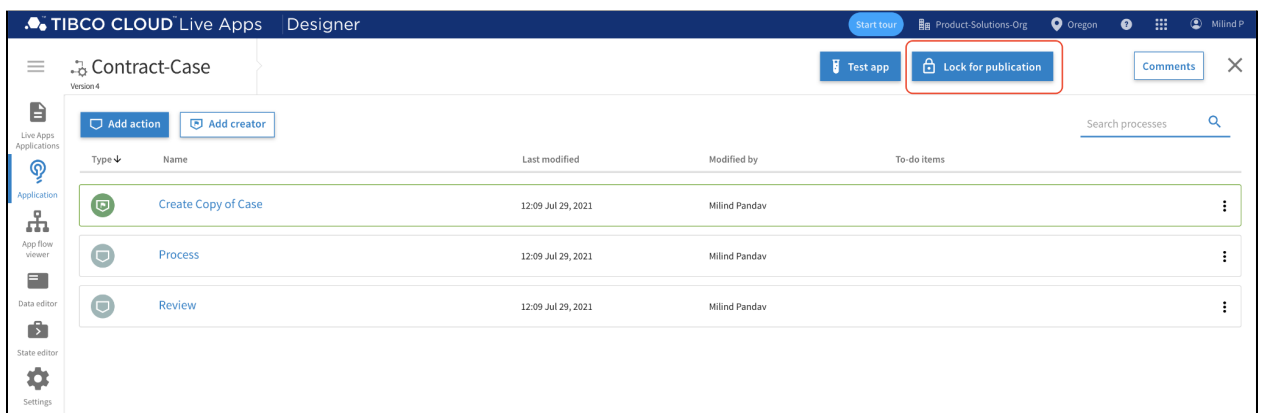 TIBCO CLOUD™ Live Apps | Designer
Start tour
Product-Solutions-Org
Oregon
?
Milind P
Contract-Case
Version 4
Test app
Lock for publication
Comments
Live Apps
Applications
Application
App flow
viewer
Data editor
State editor
Settings
Add action
Add creator
Search processes
Type Name Last modified Modified by To-do items
Create Copy of Case 12:09 Jul 29, 2021 Milind Pandav
Process 12:09 Jul 29, 2021 Milind Pandav
Review 12:09 Jul 29, 2021 Milind Pandav